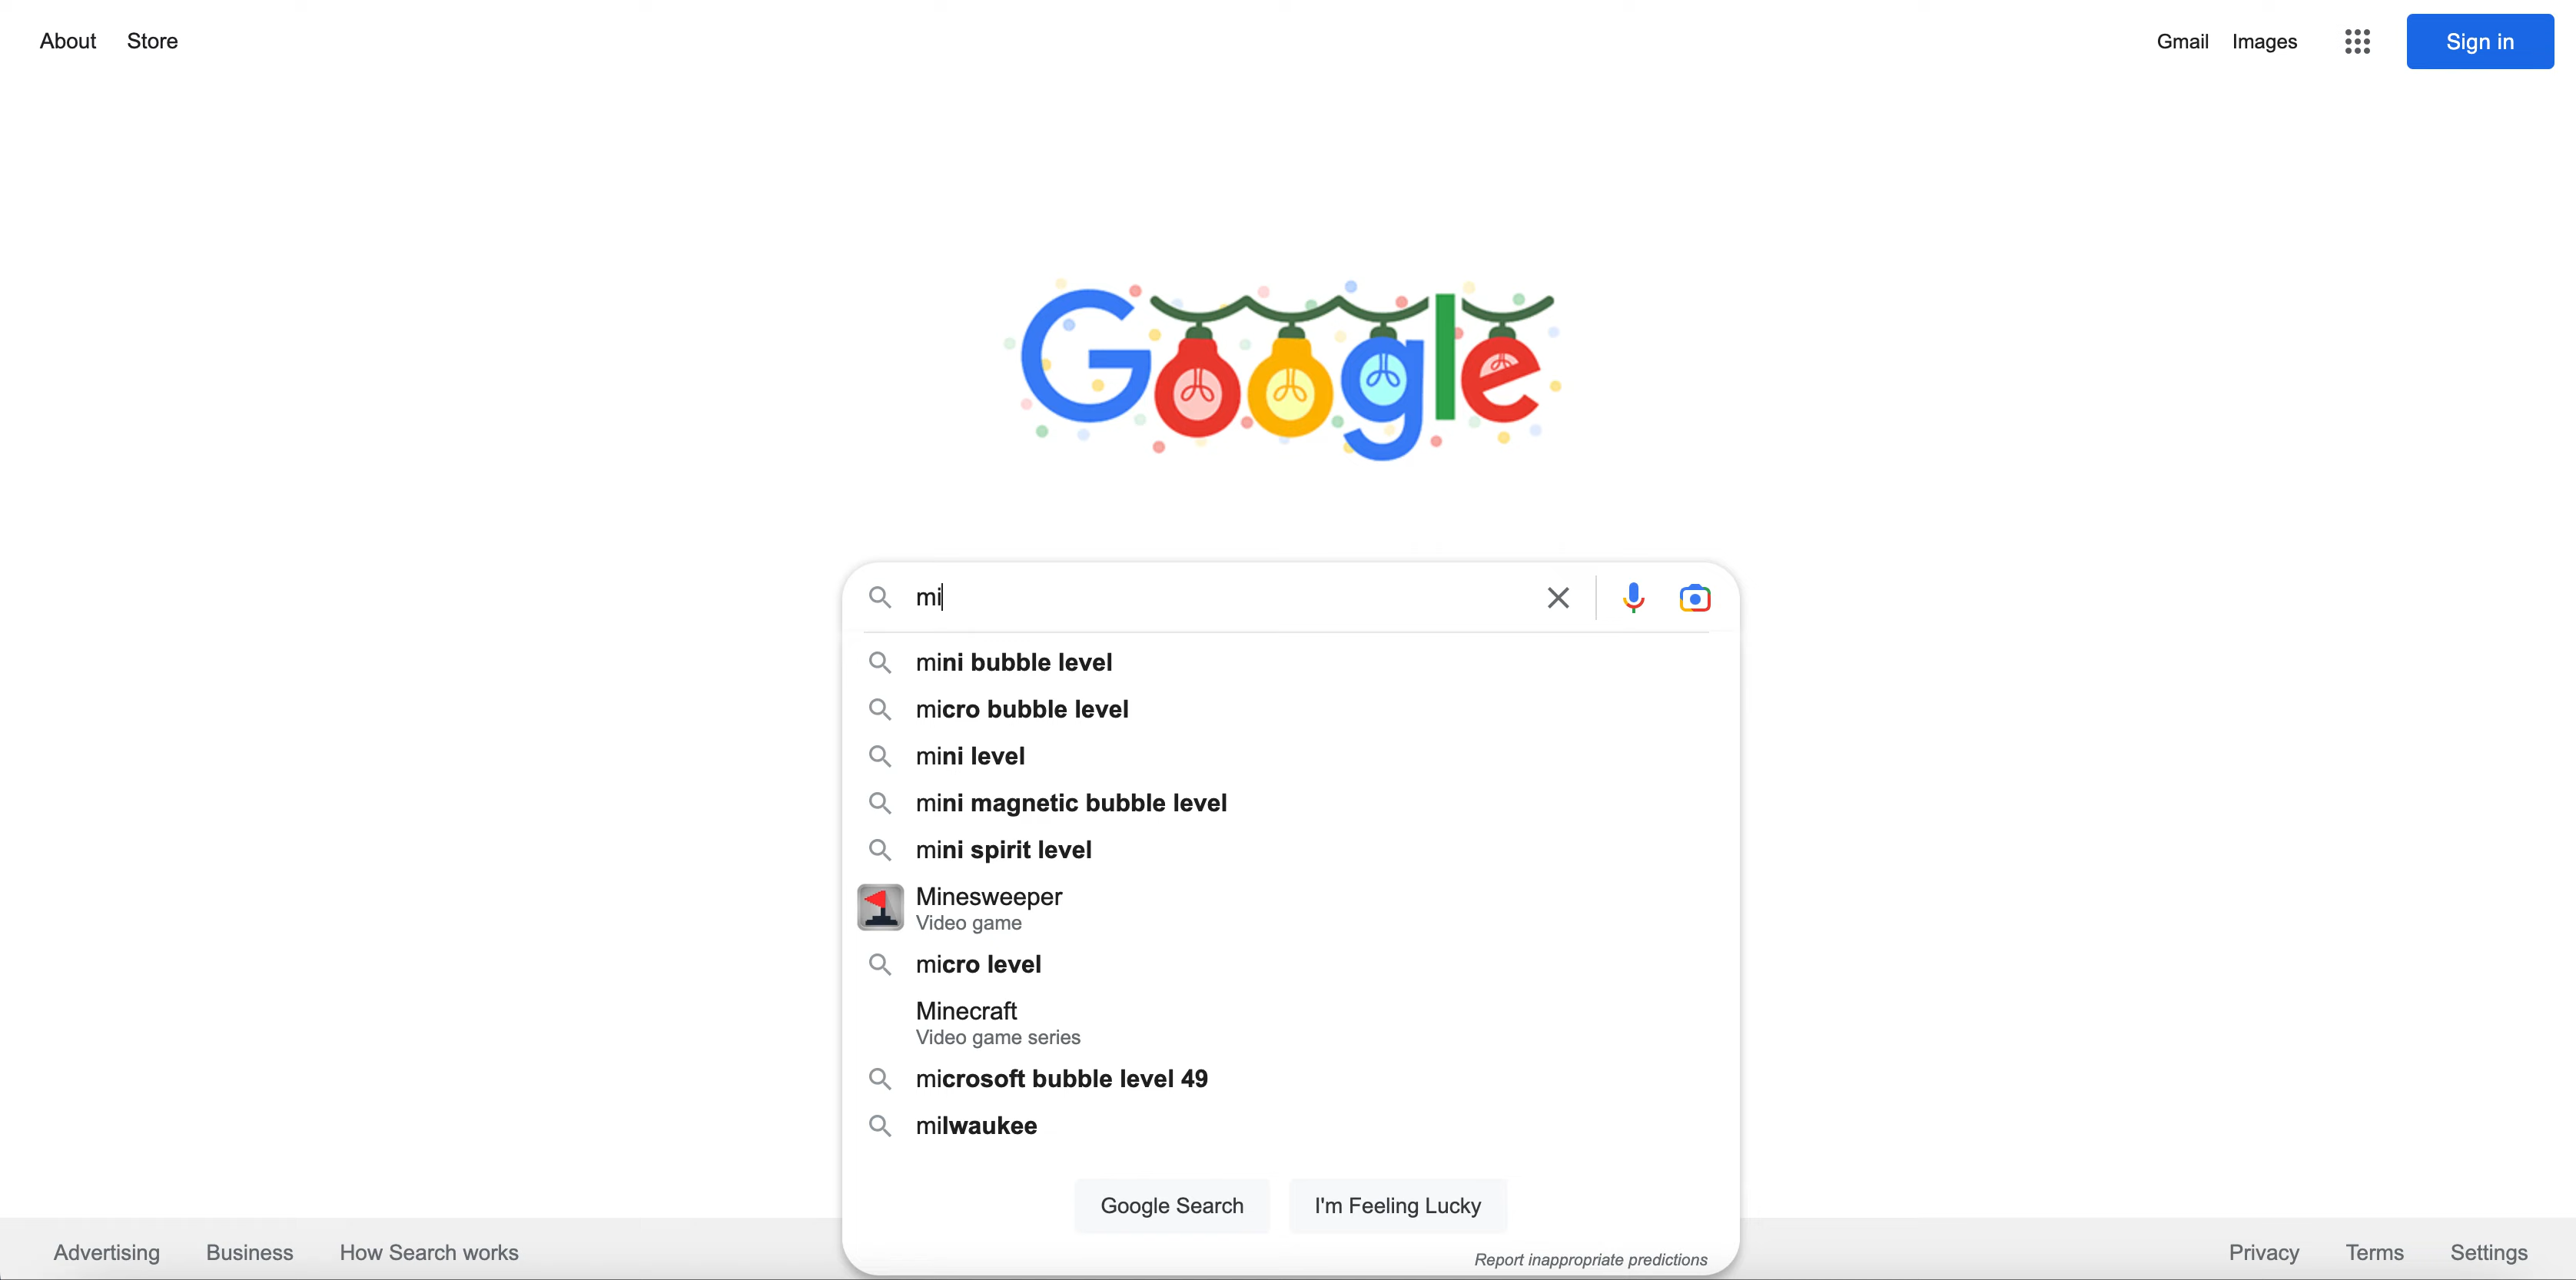 About Store
Gmail Images Sign in
Google
mi
mini bubble level
micro bubble level
mini level
mini magnetic bubble level
mini spirit level
Minesweeper
Video game
micro level
Minecraft
Video game series
microsoft bubble level 49
milwaukee
Google Search I'm Feeling Lucky
Report inappropriate predictions
Advertising Business How Search works
Privacy Terms Settings